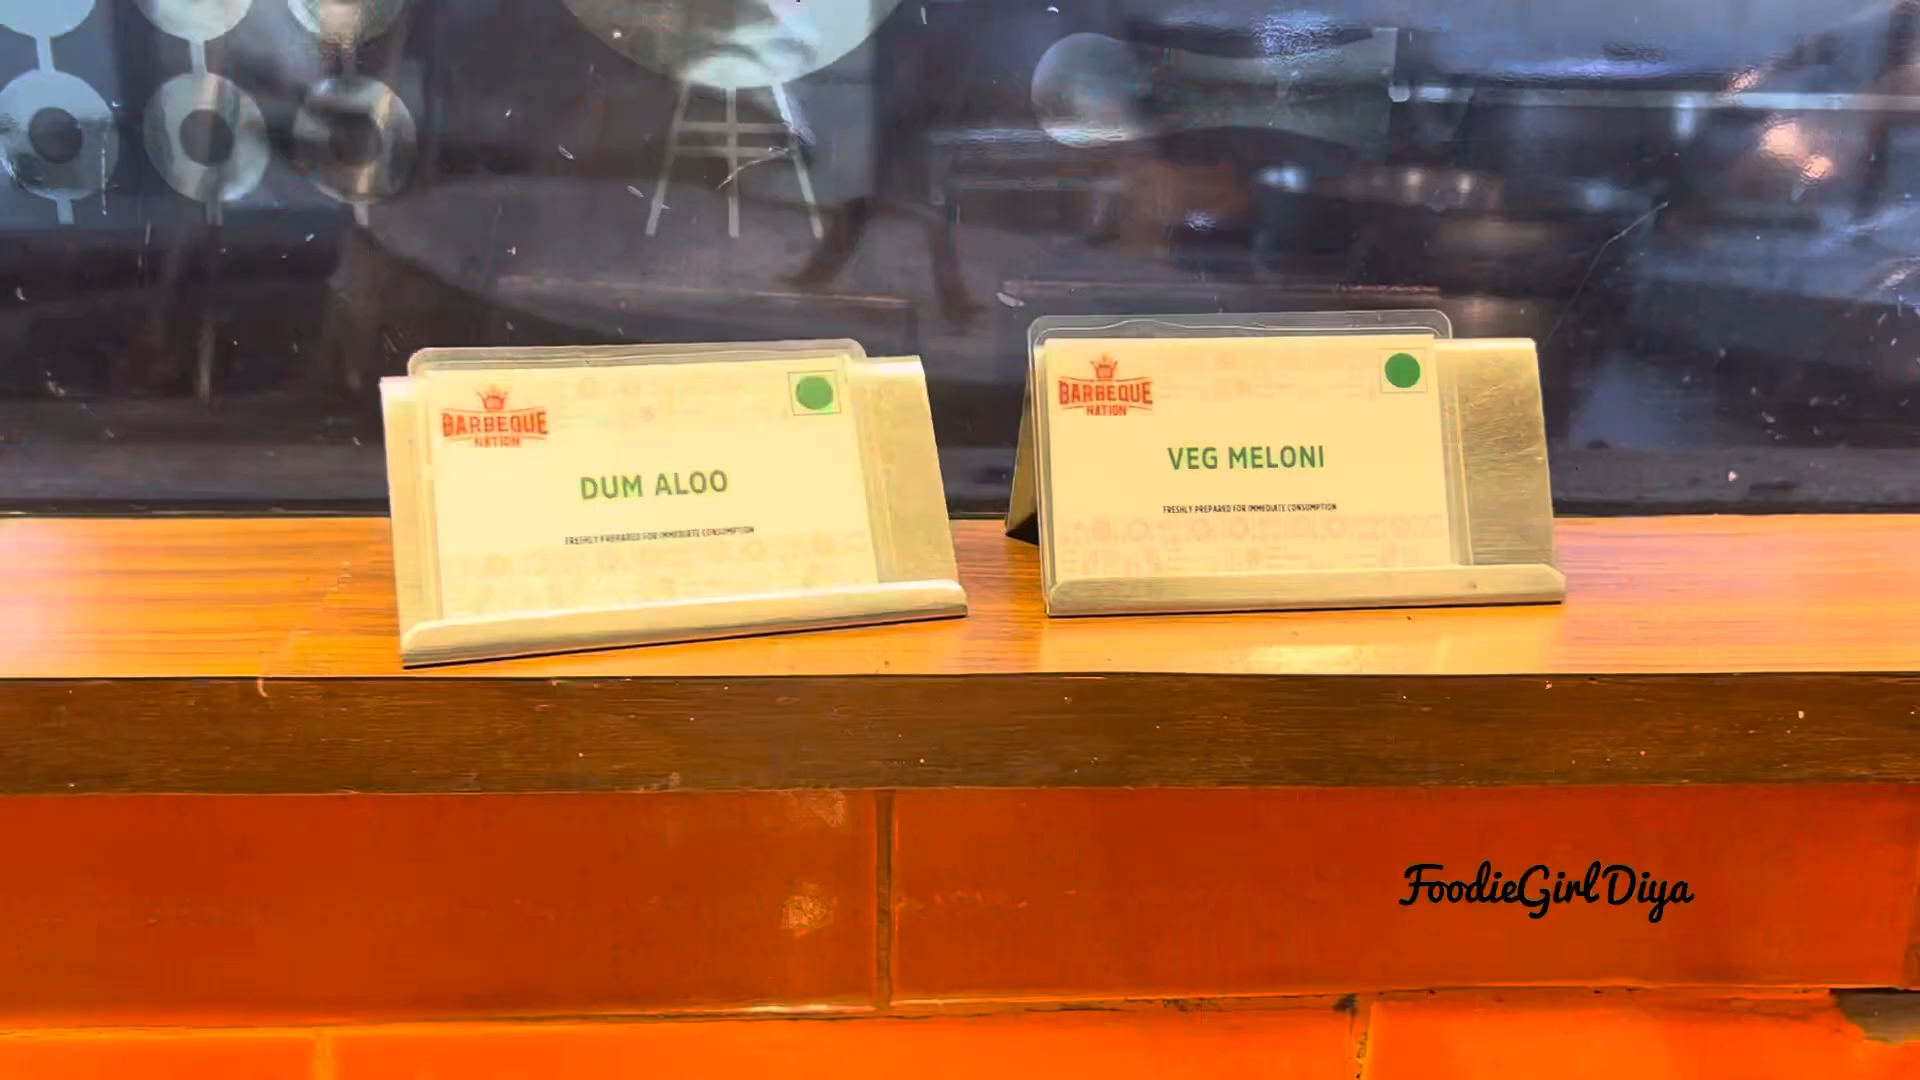 BARBEQUE
NATION
DUM ALOO
FRESHLY PREPARED FOR IMMEDIATE CONSUMPTION
BARBEQUE
NATION
VEG MELONI
FRESHLY PREPARED FOR IMMEDIATE CONSUMPTION
FoodieGirlDiya